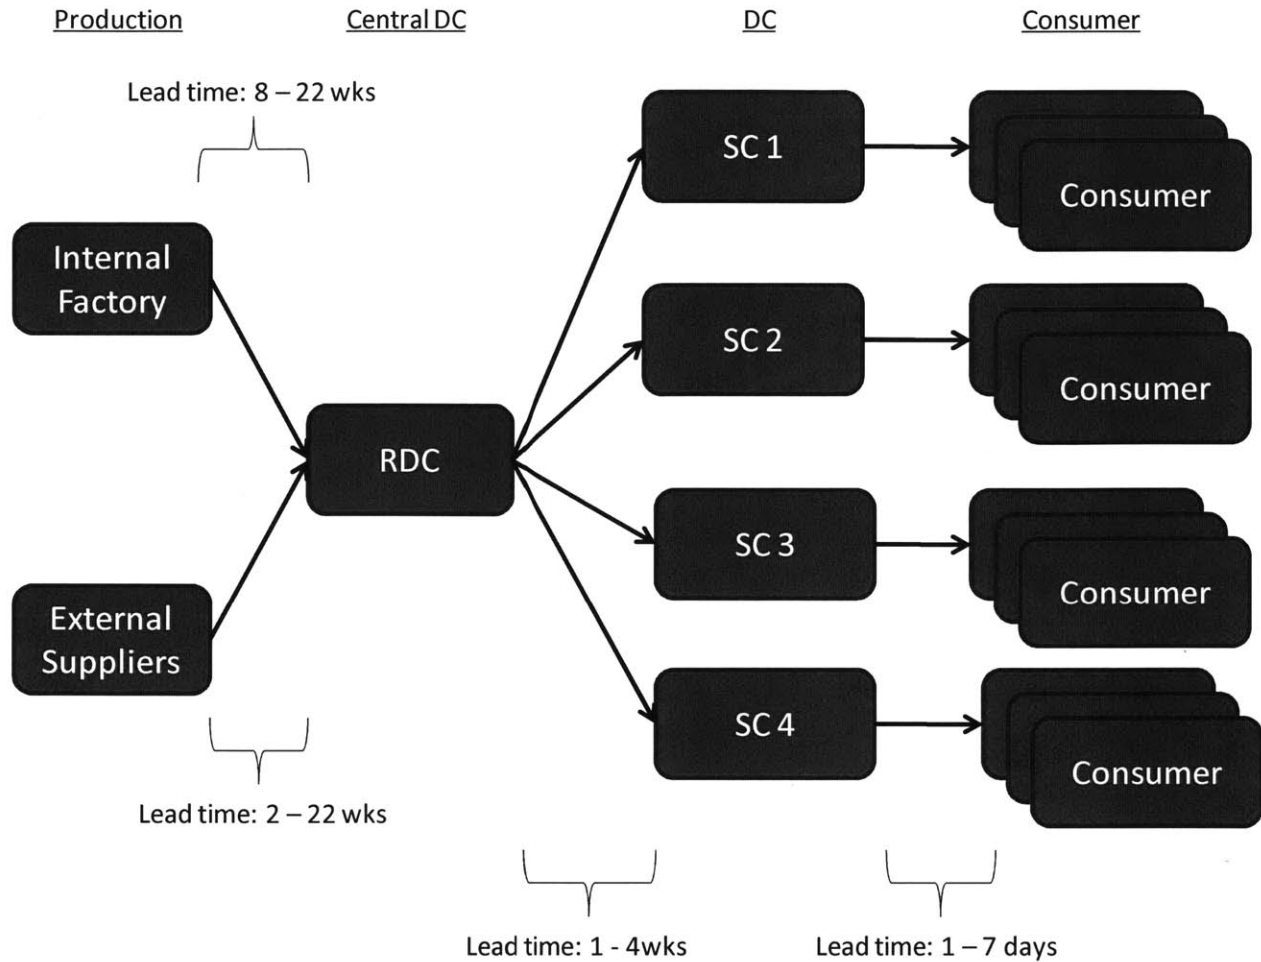 Production
Central DC
DC
Consumer
Lead time: 8 – 22 wks
SC 1
Consumer
Internal
Factory
SC 2
Consumer
RDC
SC 3
Consumer
External
Suppliers
SC 4
Consumer
Lead time: 2 – 22 wks
Lead time: 1 - 4wks
Lead time: 1 – 7 days